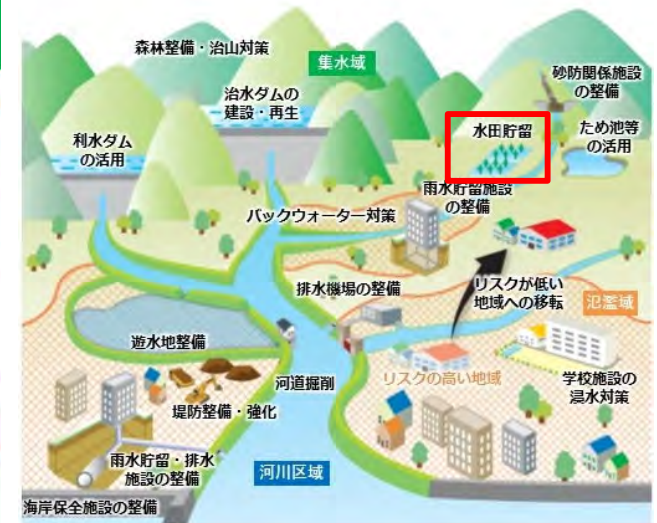 森林整備・治山対策
集水域
砂防関係施設
の整備
治水ダムの
建設・再生
水田貯留
ため池等
の活用
利水ダム
の活用
雨水貯留施設
の整備
バックウォーター対策
排水機場の整備
リスクが低い
地域への移転
氾濫域
遊水地整備
河道掘削
リスクの高い地域
学校施設の
浸水対策
堤防整備・強化
雨水貯留・排水
施設の整備
河川区域
海岸保全施設の整備